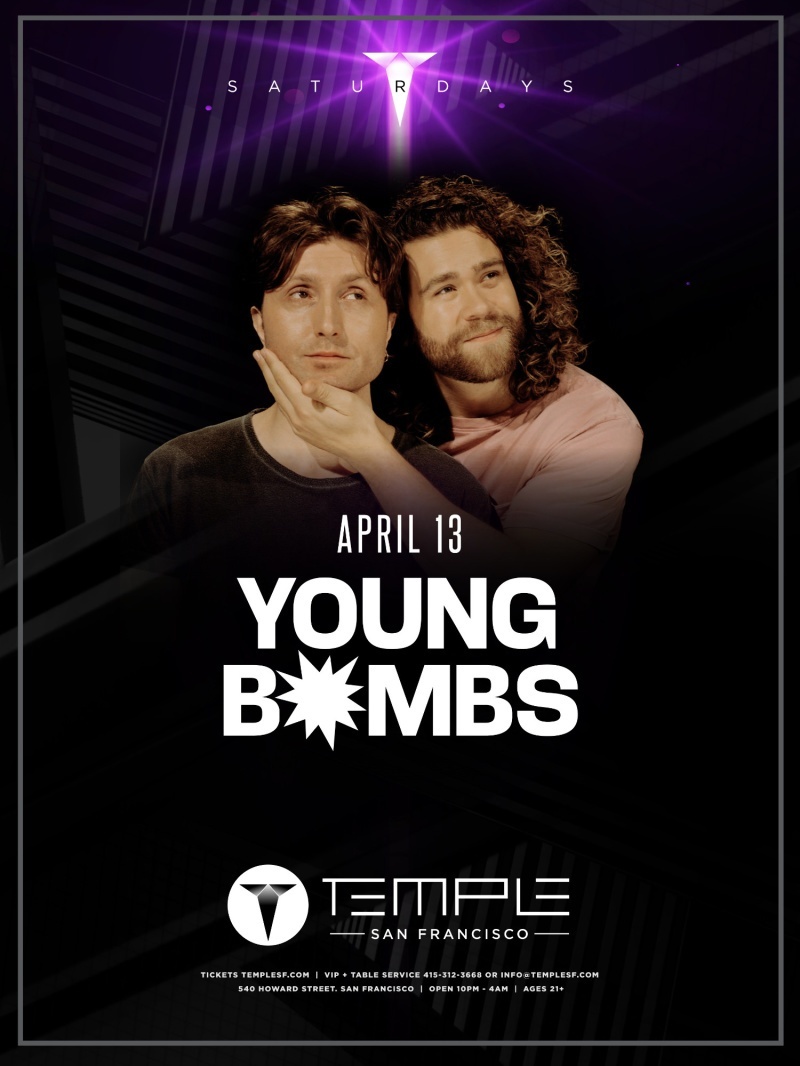 SATURDAYS
APRIL 13
YOUNG
BOMBS
TEMPLE
SAN FRANCISCO
TICKETS TEMPLESF.COM | VIP + TABLE SERVICE 415-312-3668 OR INFO@TEMPLESF.COM
540 HOWARD STREET. SAN FRANCISCO | OPEN 10PM - 4AM | AGES 21+